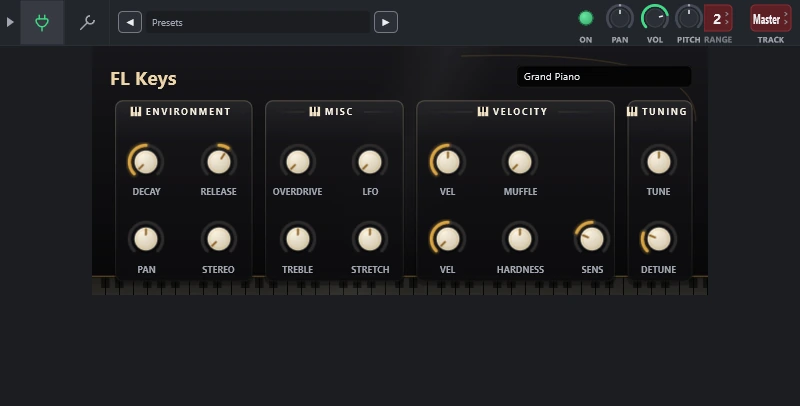 Presets
ON PAN VOL PITCH RANGE
2
Master
TRACK
FL Keys
Grand Piano
ENVIRONMENT
DECAY RELEASE
PAN STEREO
MISC
OVERDRIVE LFO
TREBLE STRETCH
VELOCITY
VEL MUFFLE
VEL HARDNESS SENS
TUNING
TUNE
DETUNE